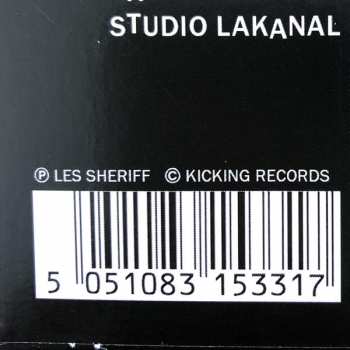 STUDIO LAKANAL
℗ LES SHERIFF © KICKING RECORDS
5 051083 153317